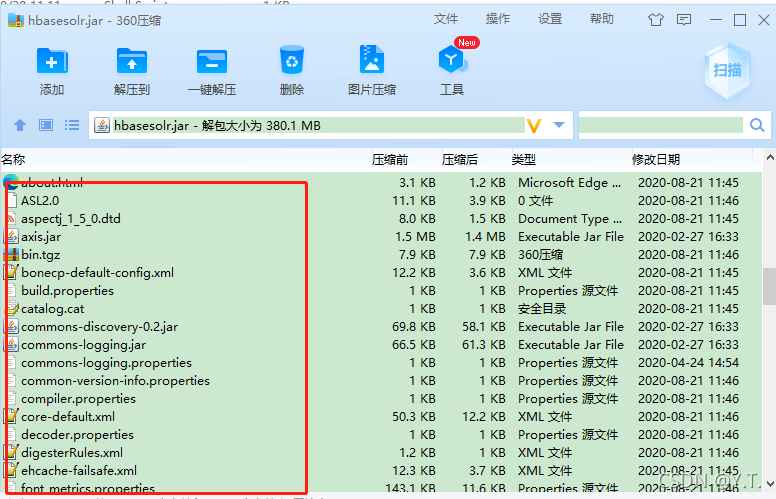 hbasesolr.jar - 360压缩 文件 操作 设置 帮助
New
添加 解压到 一键解压 删除 图片压缩 工具 扫描
hbasesolr.jar - 解包大小为 380.1 MB
名称 压缩前 压缩后 类型 修改日期
about.html 3.1 KB 1.2 KB Microsoft Edge ... 2020-08-21 11:45
ASL2.0 11.1 KB 3.9 KB 0 文件 2020-08-21 11:45
aspectj_1_5_0.dtd 8.0 KB 1.5 KB Document Type ... 2020-08-21 11:45
axis.jar 1.5 MB 1.4 MB Executable Jar File 2020-02-27 16:33
bin.tgz 7.9 KB 7.9 KB 360压缩 2020-08-21 11:46
bonecp-default-config.xml 12.2 KB 3.6 KB XML 文件 2020-08-21 11:46
build.properties 1 KB 1 KB Properties 源文件 2020-08-21 11:45
catalog.cat 1 KB 1 KB 安全目录 2020-08-21 11:45
commons-discovery-0.2.jar 69.8 KB 58.1 KB Executable Jar File 2020-02-27 16:33
commons-logging.jar 66.5 KB 61.3 KB Executable Jar File 2020-02-27 16:33
commons-logging.properties 1 KB 1 KB Properties 源文件 2020-04-24 14:54
common-version-info.properties 1 KB 1 KB Properties 源文件 2020-08-21 11:46
compiler.properties 1 KB 1 KB Properties 源文件 2020-08-21 11:46
core-default.xml 50.3 KB 12.2 KB XML 文件 2020-08-21 11:46
decoder.properties 1 KB 1 KB Properties 源文件 2020-08-21 11:46
digesterRules.xml 1.2 KB 1 KB XML 文件 2020-08-21 11:46
ehcache-failsafe.xml 12.3 KB 3.7 KB XML 文件 2020-08-21 11:46
font_metrics.properties 143.1 KB 11.6 KB Properties 源文件 2020-08-21 11:46
CSDN @Y.T.